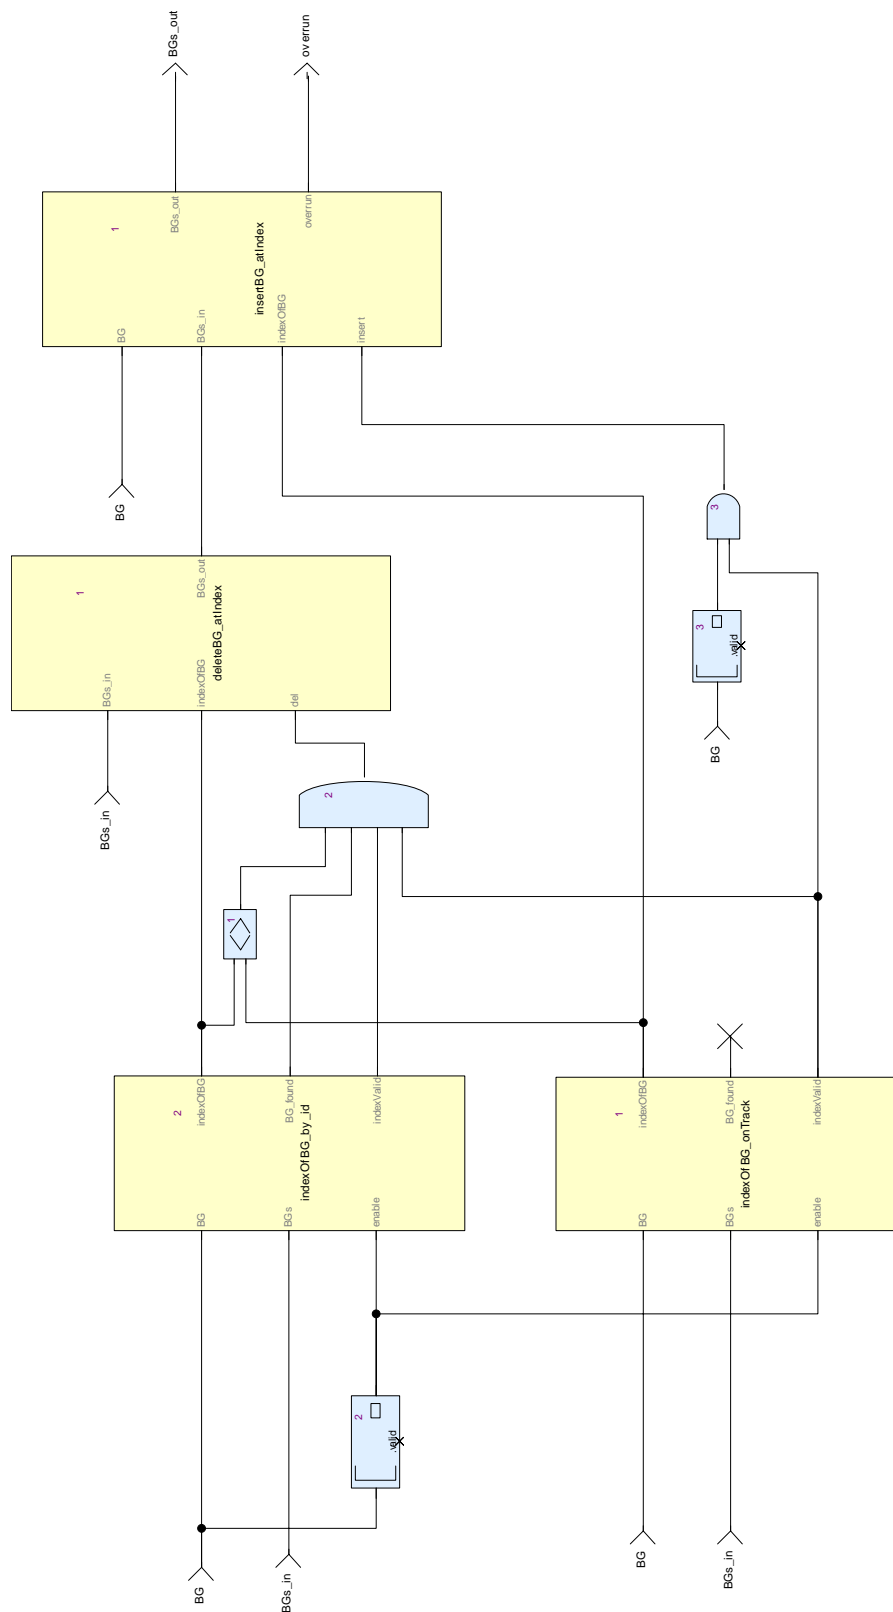 BGs_out
overrun
1
BGs_out
overrun
insertBG_atIndex
BG
BGs_in
indexOfBG
insert
BG
3
1
BGs_out
deleteBG_atIndex
3
.valid
BGs_in
indexOfBG
del
BG
BGs_in
2
1
2
indexOfBG
BG_found
indexValid
indexOfBG_by_id
BG
BGs
enable
1
indexOfBG
BG_found
indexValid
indexOfBG_onTrack
BG
BGs
enable
2
.valid
BG
BGs_in
BG
BGs_in